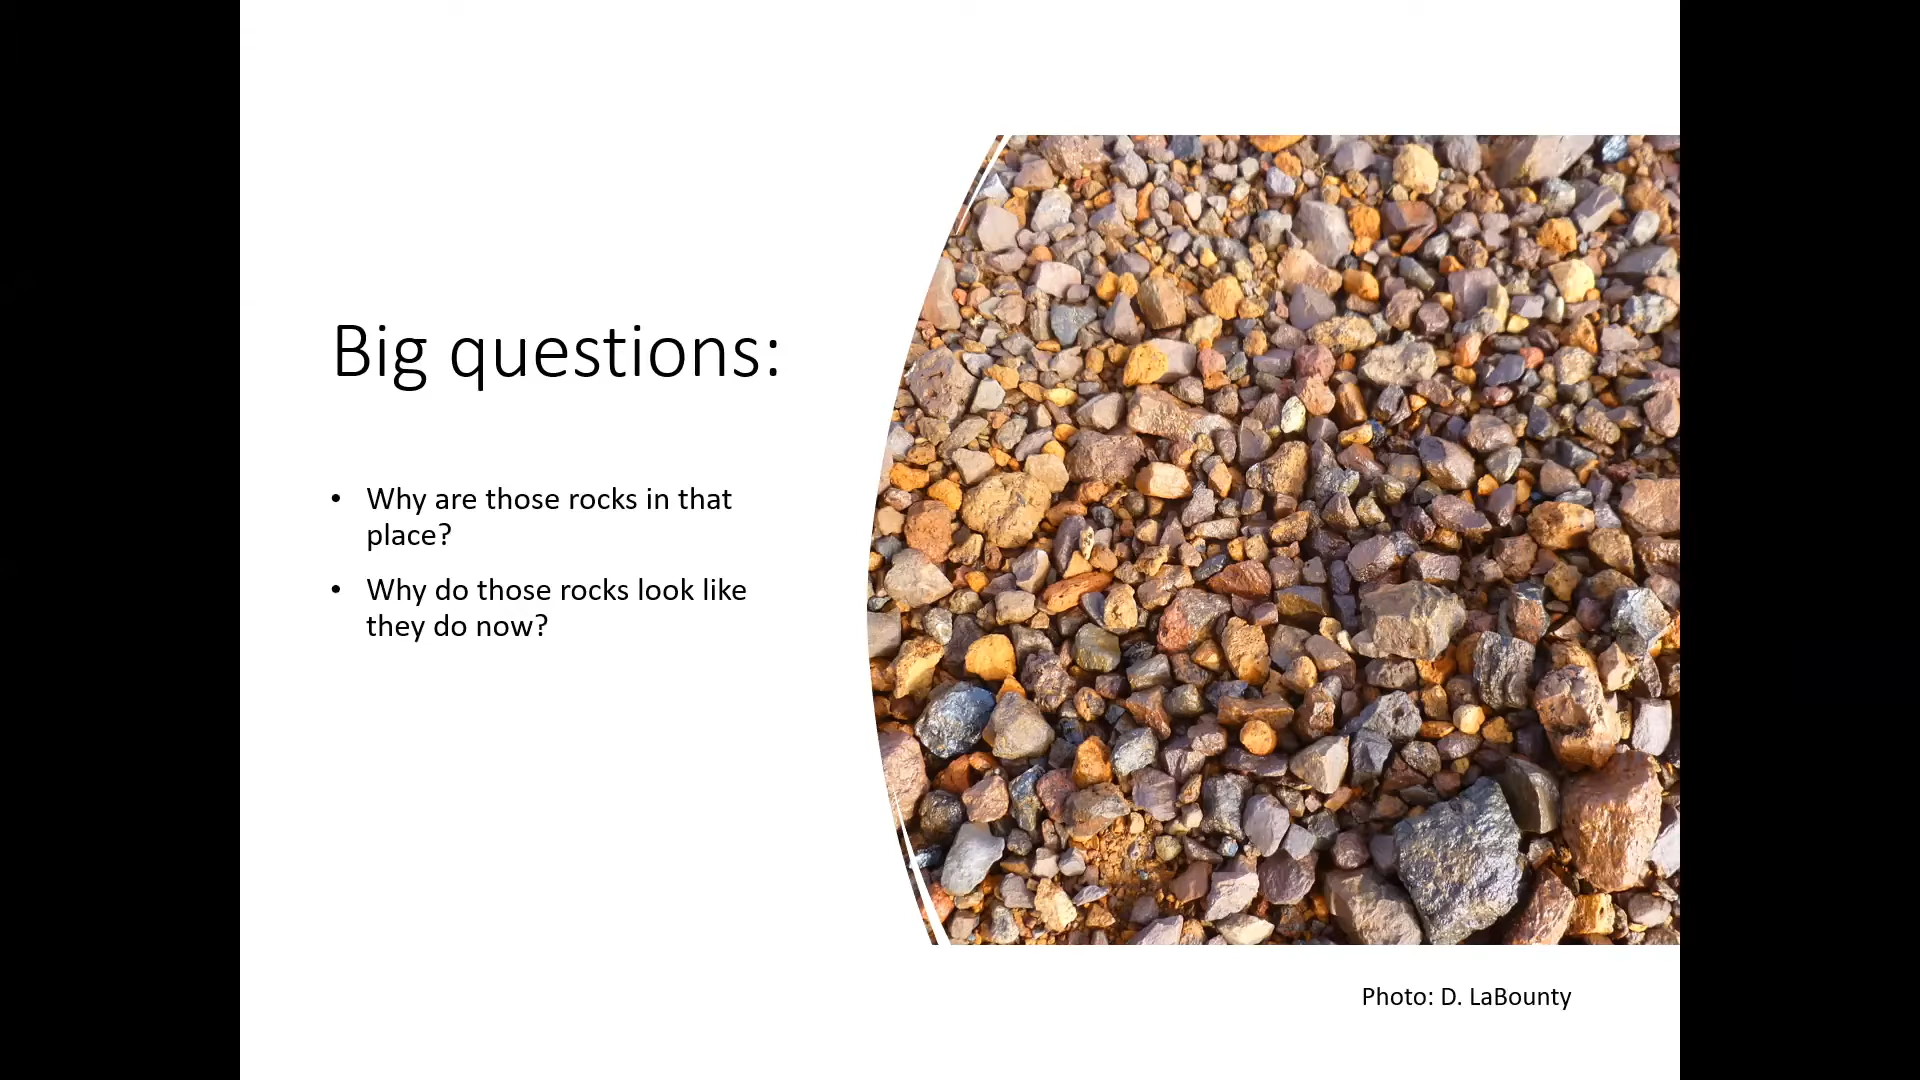 Big questions:
• Why are those rocks in that
place?
• Why do those rocks look like
they do now?
Photo: D. LaBounty